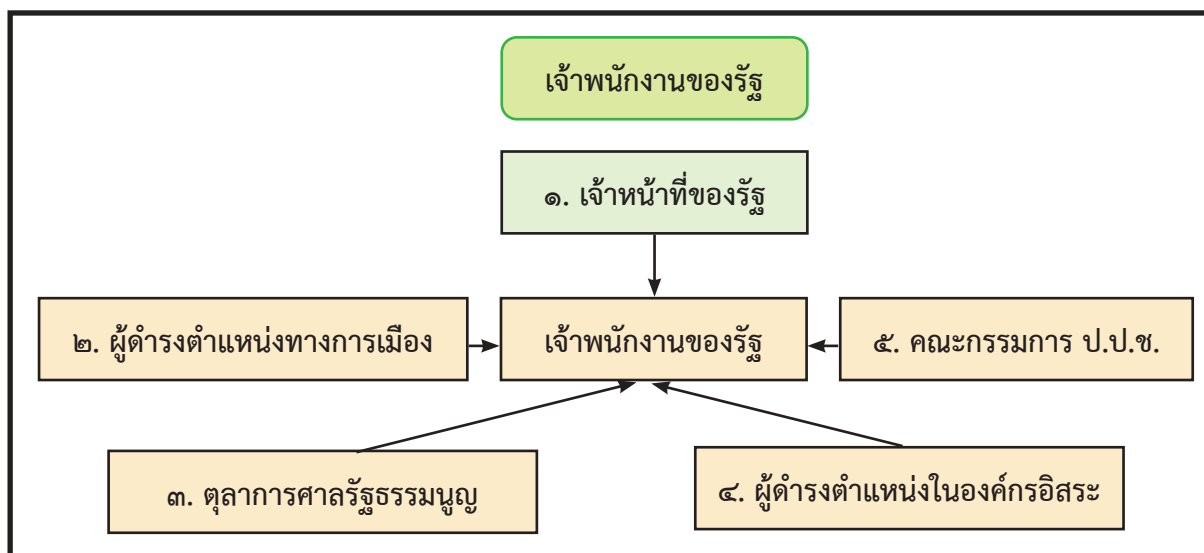 เจ้าพนักงานของรัฐ
๑. เจ้าหน้าที่ของรัฐ
๒. ผู้ดำรงตำแหน่งทางการเมือง
เจ้าพนักงานของรัฐ
๕. คณะกรรมการ ป.ป.ช.
๓. ตุลาการศาลรัฐธรรมนูญ
๔. ผู้ดำรงตำแหน่งในองค์กรอิสระ